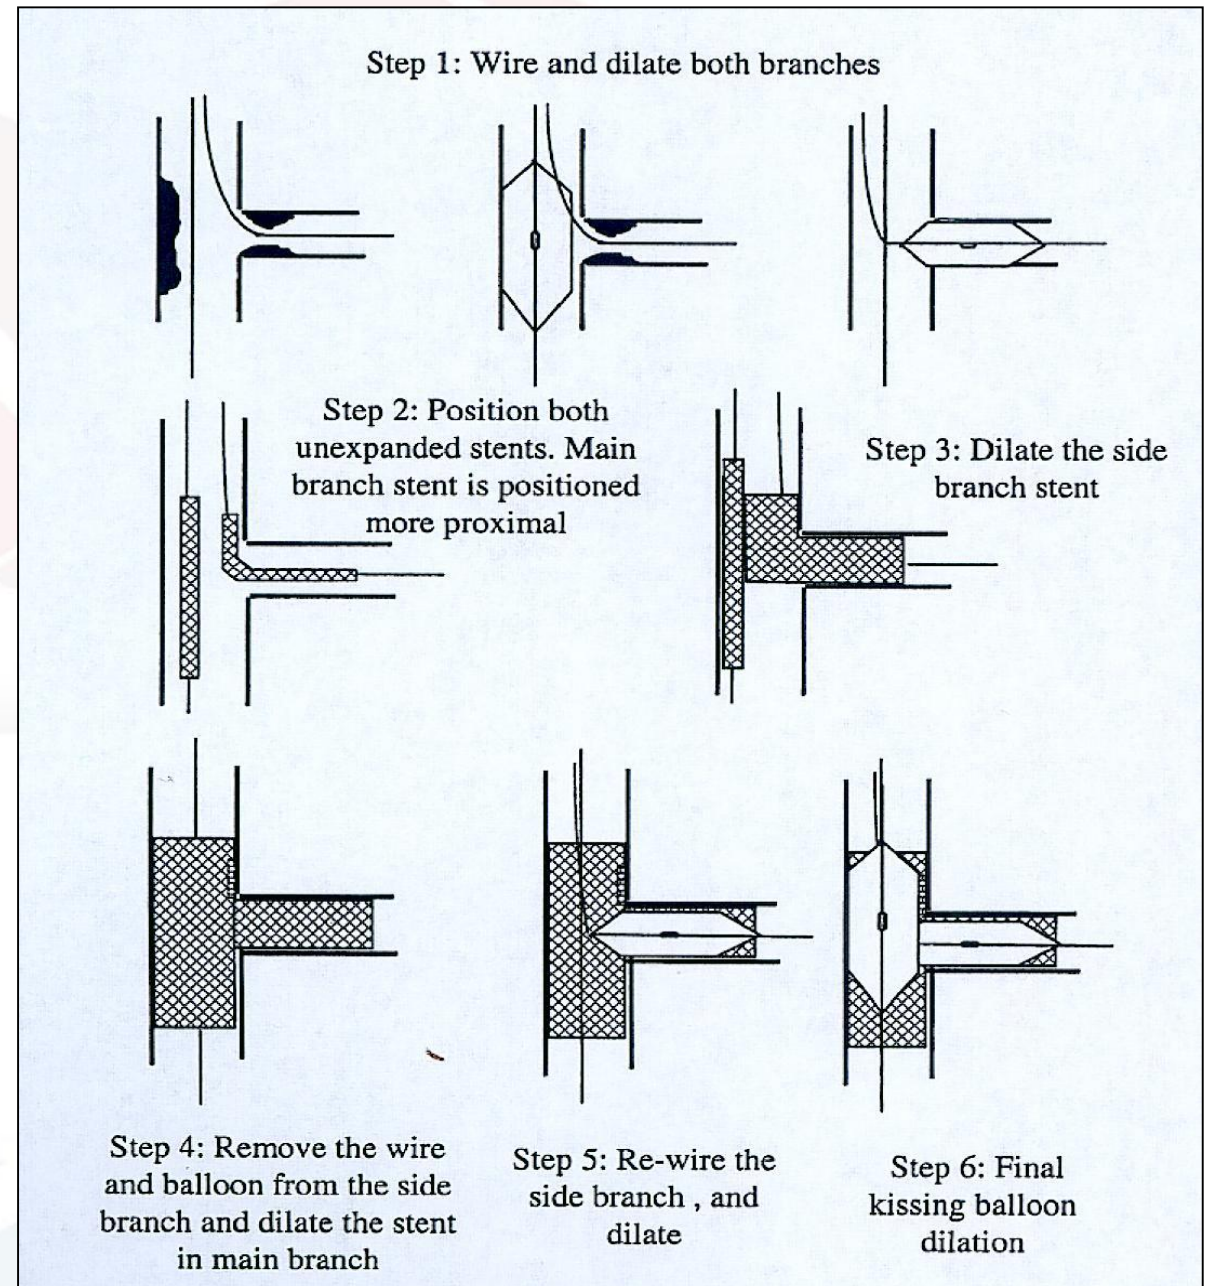 Step 1: Wire and dilate both branches
Step 2: Position both
unexpanded stents. Main
branch stent is positioned
more proximal
Step 3: Dilate the side
branch stent
Step 4: Remove the wire
and balloon from the side
branch and dilate the stent
in main branch
Step 5: Re-wire the
side branch , and
dilate
Step 6: Final
kissing balloon
dilation